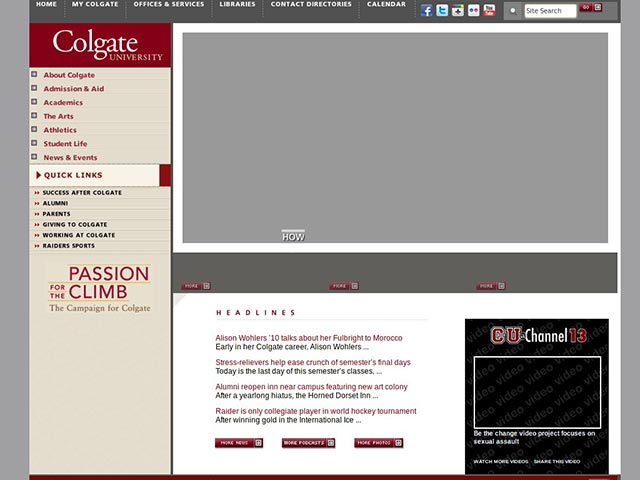 HOME MY COLGATE OFFICES & SERVICES LIBRARIES CONTACT DIRECTORIES CALENDAR
Site Search
GO
Colgate
UNIVERSITY
About Colgate
Admission & Aid
Academics
The Arts
Athletics
Student Life
News & Events
QUICK LINKS
SUCCESS AFTER COLGATE
ALUMNI
PARENTS
GIVING TO COLGATE
WORKING AT COLGATE
RAIDERS SPORTS
PASSION
FOR THE CLIMB
The Campaign for Colgate
HOW
MORE MORE MORE
HEADLINES
Alison Wohlers '10 talks about her Fulbright to Morocco
Early in her Colgate career, Alison Wohlers ...
Stress-relievers help ease crunch of semester's final days
Today is the last day of this semester's classes, ...
Alumni reopen inn near campus featuring new art colony
After a yearlong hiatus, the Horned Dorset Inn ...
Raider is only collegiate player in world hockey tournament
After winning gold in the International Ice ...
MORE NEWS MORE PODCASTS MORE PHOTOS
CU Channel 13
Be the change video project focuses on
sexual assault
WATCH MORE VIDEOS SHARE THIS VIDEO